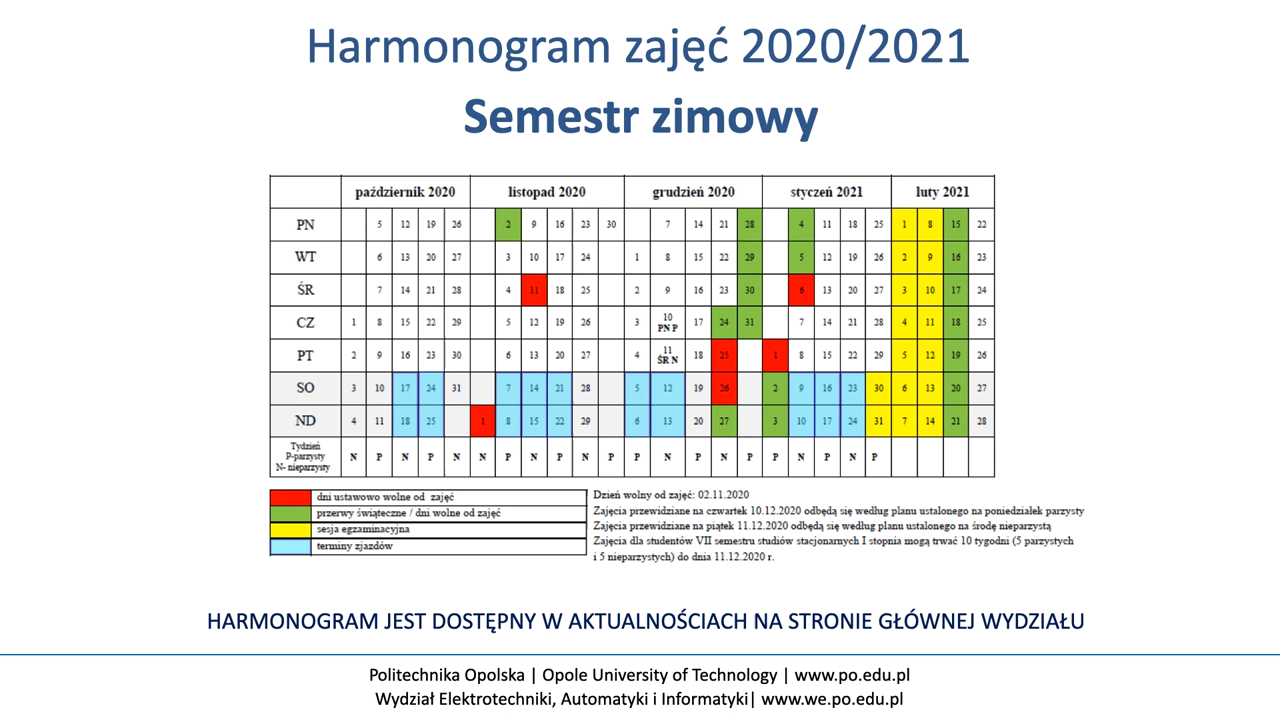 Harmonogram zajęć 2020/2021
Semestr zimowy
październik 2020 listopad 2020 grudzień 2020 styczeń 2021 luty 2021
PN 5 12 19 26 2 9 16 23 30 7 14 21 28 4 11 18 25 1 8 15 22
WT 6 13 20 27 3 10 17 24 1 8 15 22 29 5 12 19 26 2 9 16 23
ŚR 7 14 21 28 4 11 18 25 2 9 16 23 30 6 13 20 27 3 10 17 24
CZ 1 8 15 22 29 5 12 19 26 3 10 PN P 17 24 31 7 14 21 28 4 11 18 25
PT 2 9 16 23 30 6 13 20 27 4 11 ŚR N 18 25 1 8 15 22 29 5 12 19 26
SO 3 10 17 24 31 7 14 21 28 5 12 19 26 2 9 16 23 30 6 13 20 27
ND 4 11 18 25 1 8 15 22 29 6 13 20 27 3 10 17 24 31 7 14 21 28
Tydzień
P-parzysty
N- nieparzysty
N P N P N N P N P N P P N P N P P N P N P
dni ustawowo wolne od zajęć
przerwy świąteczne / dni wolne od zajęć
sesja egzaminacyjna
terminy zjazdów
Dzień wolny od zajęć: 02.11.2020
Zajęcia przewidziane na czwartek 10.12.2020 odbędą się według planu ustalonego na poniedziałek parzysty
Zajęcia przewidziane na piątek 11.12.2020 odbędą się według planu ustalonego na środę nieparzystą
Zajęcia dla studentów VII semestru studiów stacjonarnych I stopnia mogą trwać 10 tygodni (5 parzystych
i 5 nieparzystych) do dnia 11.12.2020 r.
HARMONOGRAM JEST DOSTĘPNY W AKTUALNOŚCIACH NA STRONIE GŁÓWNEJ WYDZIAŁU
Politechnika Opolska | Opole University of Technology | www.po.edu.pl
Wydział Elektrotechniki, Automatyki i Informatyki| www.we.po.edu.pl